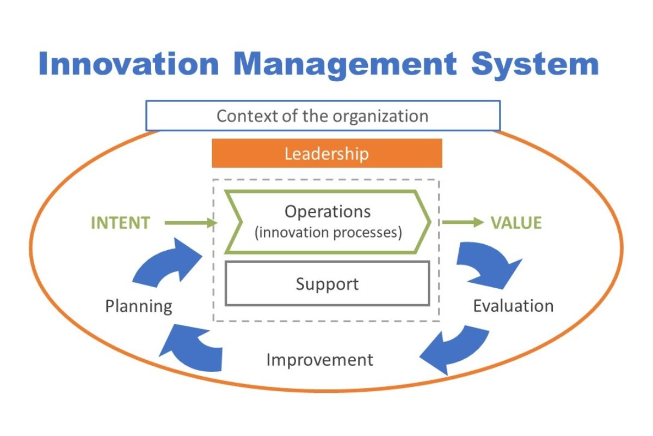 Innovation Management System
Context of the organization
Leadership
Operations
(innovation processes)
INTENT
VALUE
Support
Planning
Evaluation
Improvement